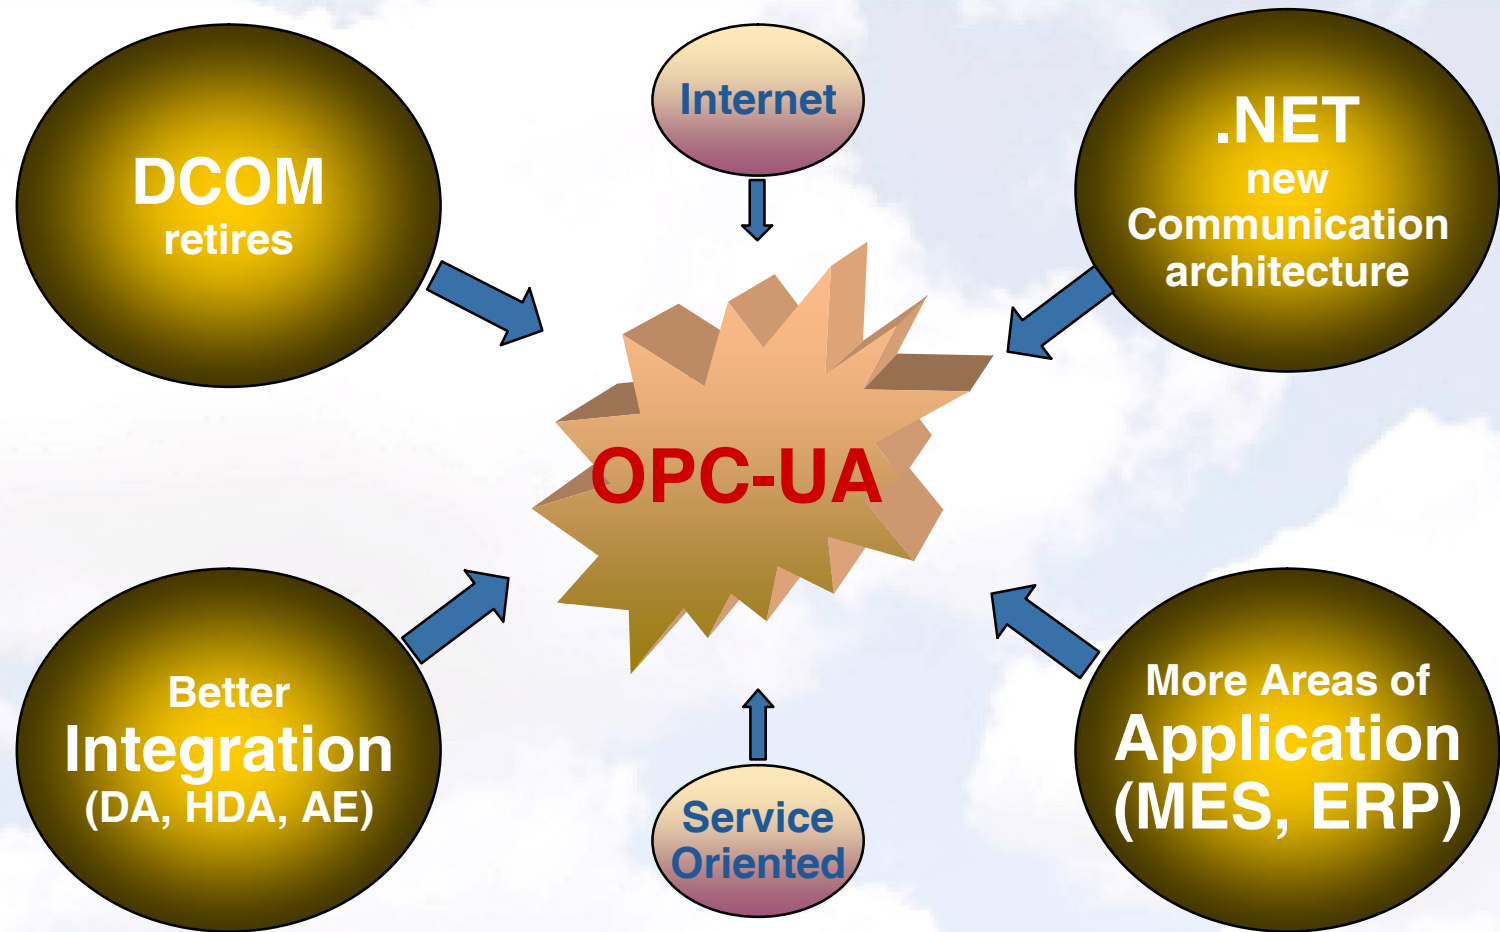 DCOM
retires
Internet
.NET
new
Communication
architecture
OPC-UA
Better
Integration
(DA, HDA, AE)
Service
Oriented
More Areas of
Application
(MES, ERP)